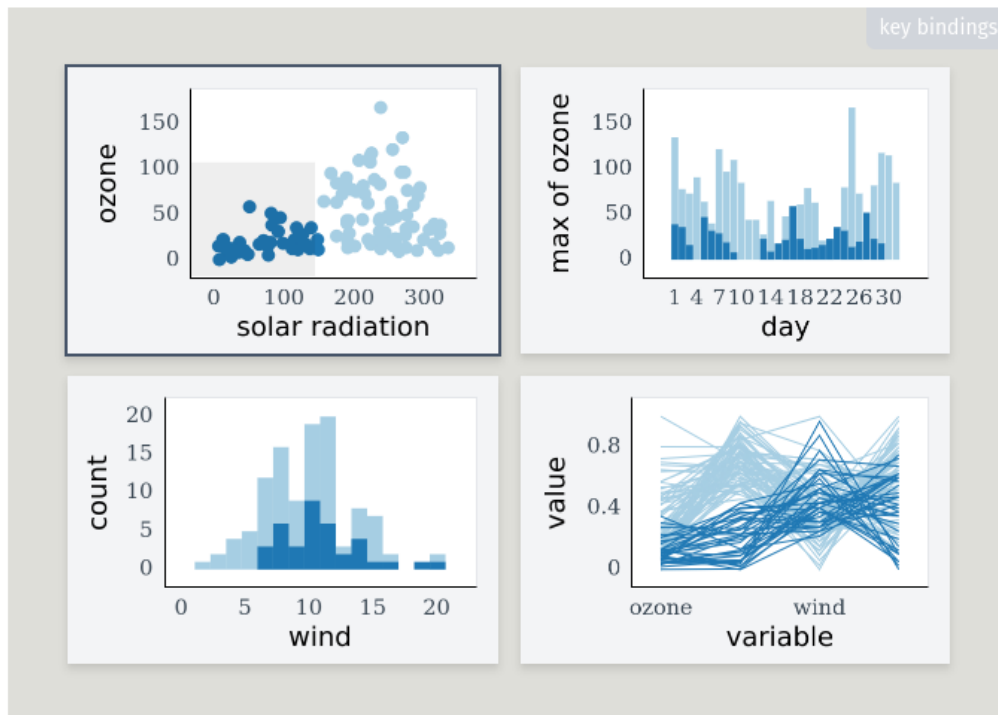 key bindings
ozone
150
100
50
0
0 100 200 300
solar radiation
max of ozone
150
100
50
0
1 4 7 10 14 18 22 26 30
day
count
20
15
10
5
0
0 5 10 15 20
wind
value
0.8
0.4
0
ozone wind
variable